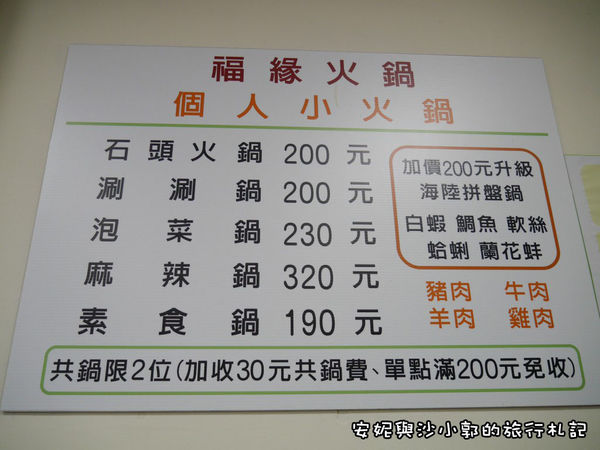 福緣火鍋
個人小火鍋
石頭火鍋 200 元
涮涮鍋 200 元
泡菜鍋 230 元
麻辣鍋 320 元
素食鍋 190 元
加價200元升級
海陸拼盤鍋
白蝦 鯛魚 軟絲
蛤蜊 蘭花蚌
豬肉 牛肉
羊肉 雞肉
共鍋限2位(加收30元共鍋費、單點滿200元免收)
安妮與沙小郭的旅行札記